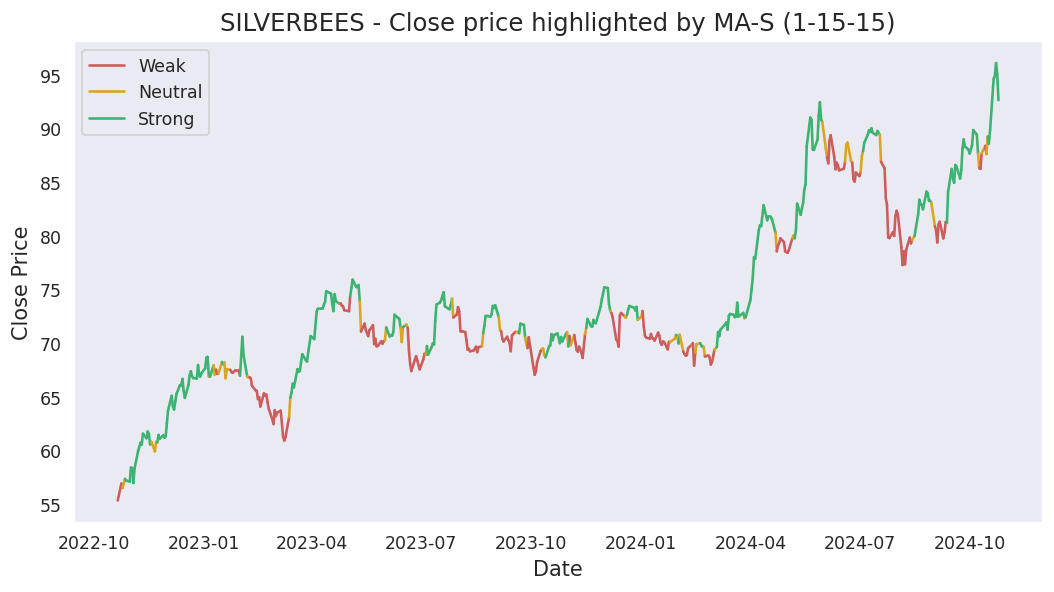 SILVERBEES - Close price highlighted by MA-S (1-15-15)
Weak
Neutral
Strong
Close Price
95
90
85
80
75
70
65
60
55
2022-10 2023-01 2023-04 2023-07 2023-10 2024-01 2024-04 2024-07 2024-10
Date